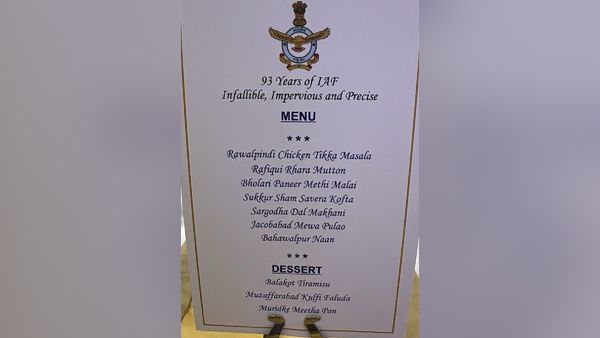 93 Years of IAF
Infallible, Impervious and Precise
MENU
***
Rawalpindi Chicken Tikka Masala
Rafiqui Rhara Mutton
Bholari Paneer Methi Malai
Sukkur Sham Savera Kofta
Sargodha Dal Makhani
Jacobabad Mewa Pulao
Bahawalpur Naan
***
DESSERT
Balakot Tiramisu
Muzaffarabad Kulfi Faluda
Muridke Meetha Pan